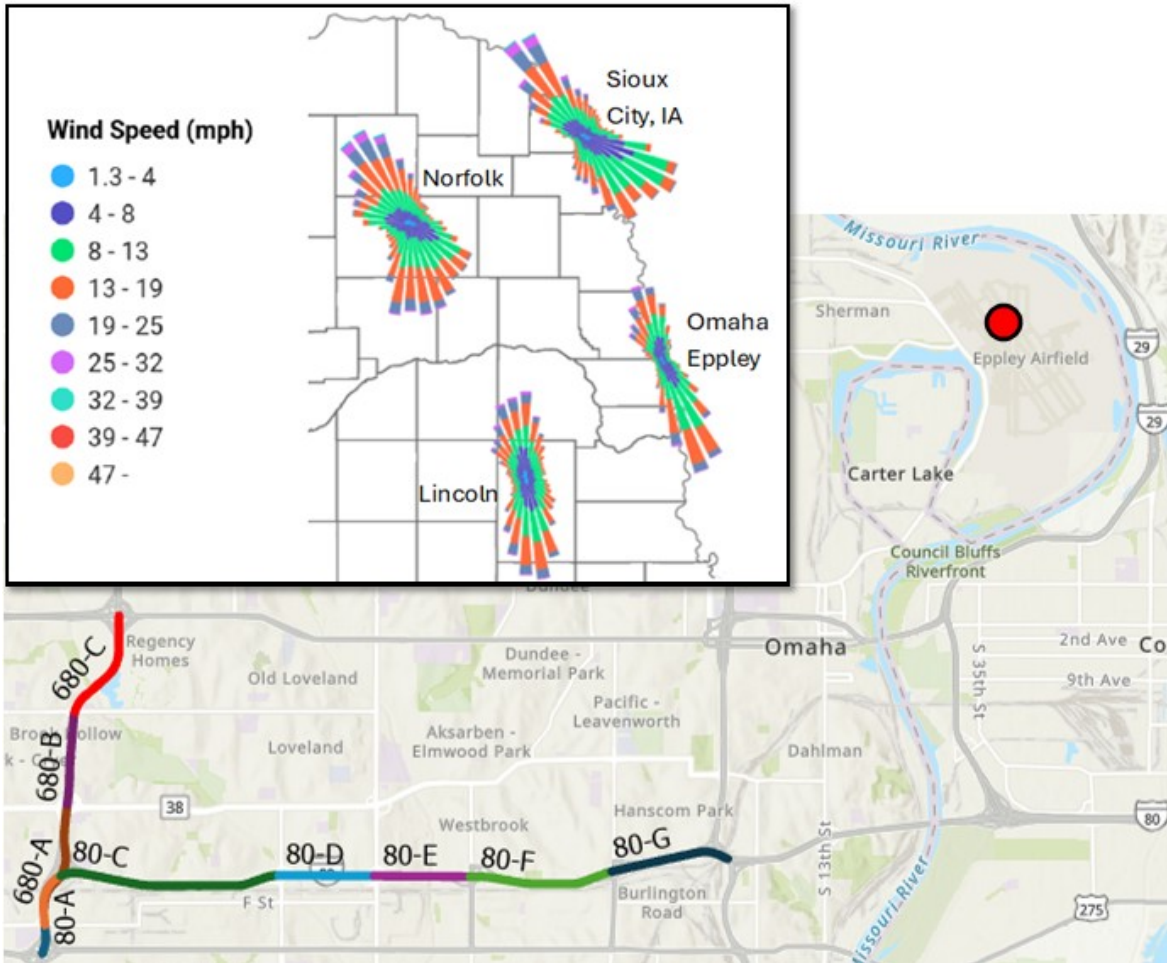 Wind Speed (mph)
1.3 - 4
4 - 8
8 - 13
13 - 19
19 - 25
25 - 32
32 - 39
39 - 47
47 -
Sioux
City, IA
Norfolk
Omaha
Eppley
Lincoln
Missouri River
Sherman
Eppley Airfield
29
29
Carter Lake
Council Bluffs
Riverfront
Dundee
680-C
Regency
Homes
Old Loveland
Dundee -
Memorial Park
Omaha
2nd Ave
Co
9th Ave
S 35th St
Pacific -
Leavenworth
Hollow
680-B
Loveland
Aksarben -
Elmwood Park
Dahlman
38
Westbrook
Hanscom Park
80
S 13th St
680-A
80-C
80-D
80-E
80-F
80-G
80-A
F St
Burlington
Road
275
Missouri River